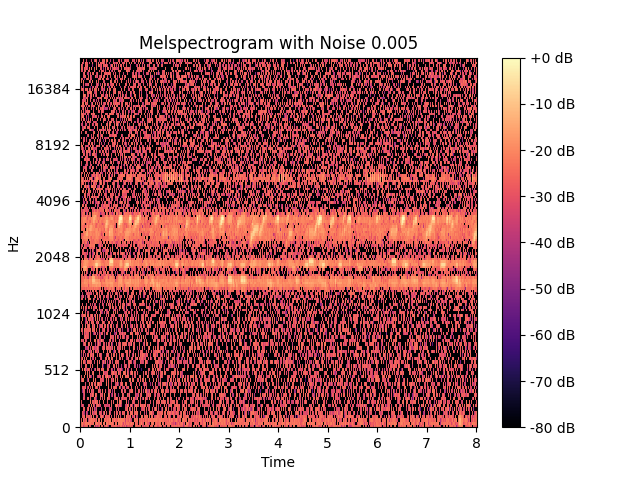 Melspectrogram with Noise 0.005
Hz
16384
8192
4096
2048
1024
512
0
0 1 2 3 4 5 6 7 8
Time
+0 dB
-10 dB
-20 dB
-30 dB
-40 dB
-50 dB
-60 dB
-70 dB
-80 dB